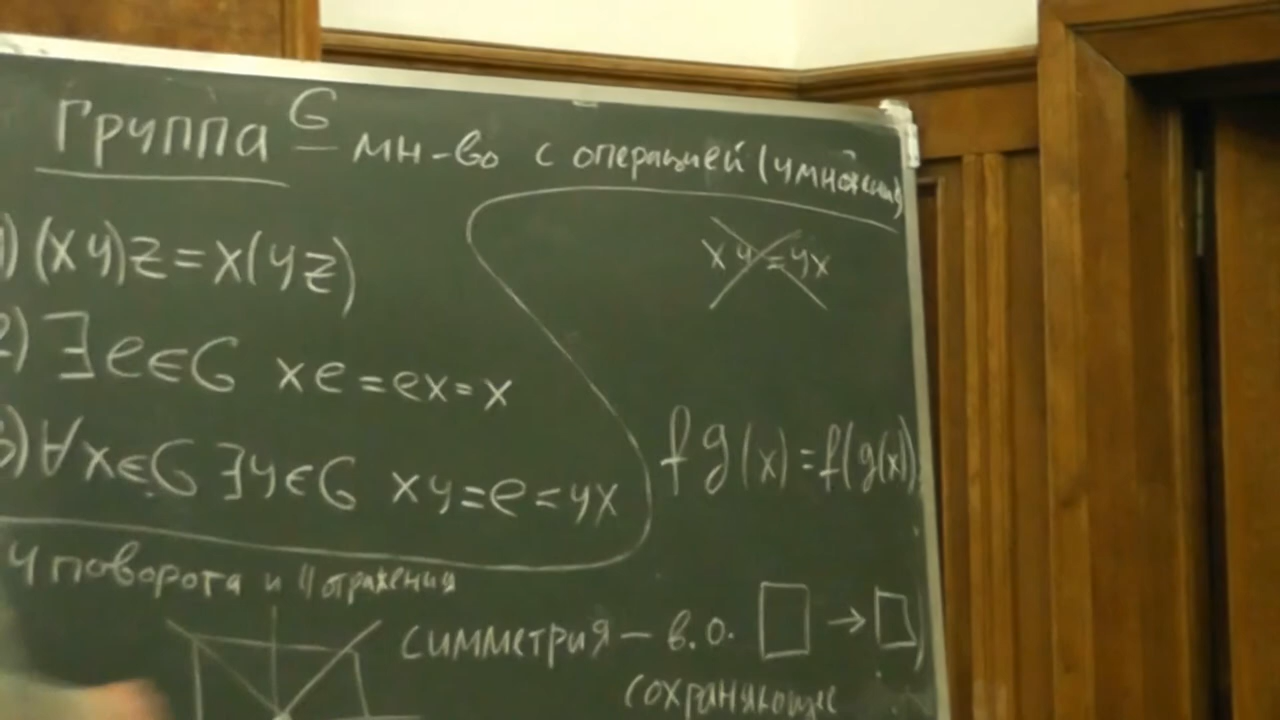 Группа G мн-во с операцией (умножения)
1) (xy)z = x(yz)
xy = yx
2) ∃ e ∈ G xe = ex = x
3) ∀x∈G ∃y∈G xy = e = yx
fg(x) = f(g(x))
4 поворота и 4 отражения
симметрия – в.о. □ → □
сохраняющее